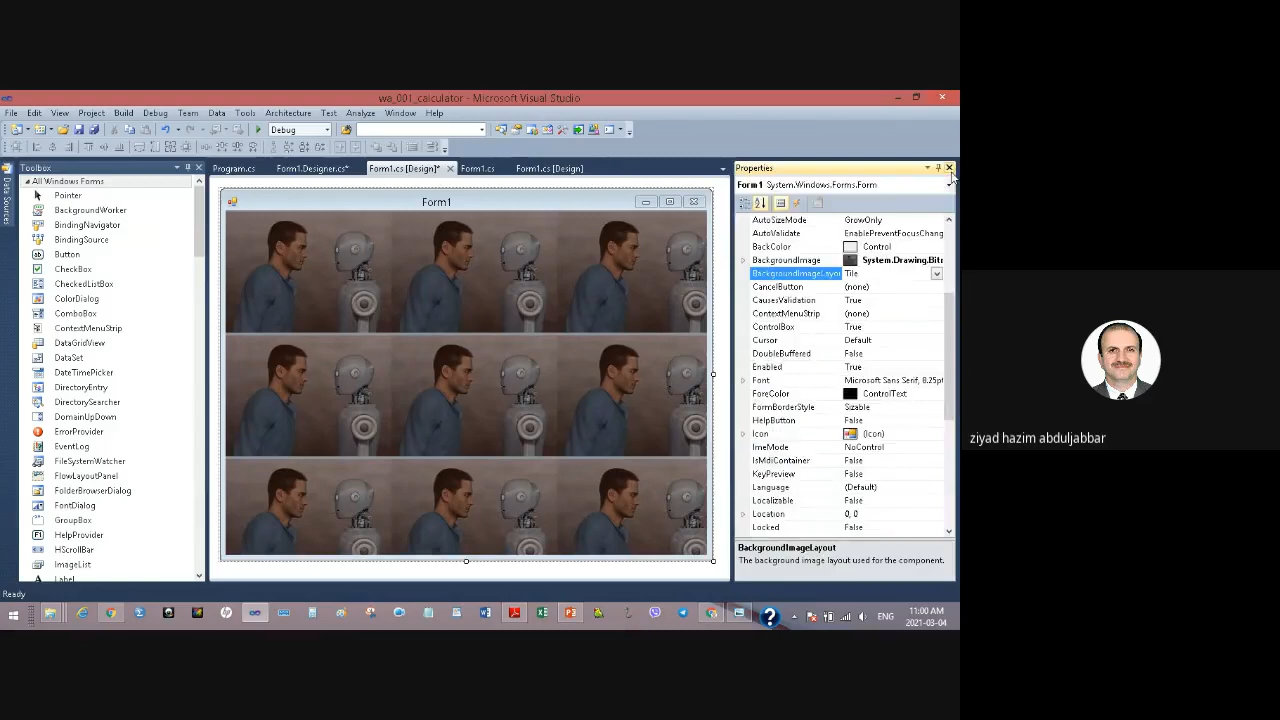 wa_001_calculator - Microsoft Visual Studio
File Edit View Project Build Debug Team Data Tools Architecture Test Analyze Window Help
Debug
Toolbox
Program.cs Form1.Designer.cs* Form1.cs [Design]* Form1.cs Form1.cs [Design]
Properties
Data Sources
All Windows Forms
Pointer
BackgroundWorker
BindingNavigator
BindingSource
Button
CheckBox
CheckedListBox
ColorDialog
ComboBox
ContextMenuStrip
DataGridView
DataSet
DateTimePicker
DirectoryEntry
DirectorySearcher
DomainUpDown
ErrorProvider
EventLog
FileSystemWatcher
FlowLayoutPanel
FolderBrowserDialog
FontDialog
GroupBox
HelpProvider
HScrollBar
ImageList
Label
Form1
Form1 System.Windows.Forms.Form
AutoSizeMode GrowOnly
AutoValidate EnablePreventFocusChang
BackColor Control
BackgroundImage System.Drawing.Bitr
BackgroundImageLayou Tile
CancelButton (none)
CausesValidation True
ContextMenuStrip (none)
ControlBox True
Cursor Default
DoubleBuffered False
Enabled True
Font Microsoft Sans Serif, 8.25pt
ForeColor ControlText
FormBorderStyle Sizable
HelpButton False
Icon (Icon)
ImeMode NoControl
IsMdiContainer False
KeyPreview False
Language (Default)
Localizable False
Location 0, 0
Locked False
BackgroundImageLayout
The background image layout used for the component.
Ready
ENG
11:00 AM
2021-03-04
ziyad hazim abduljabbar